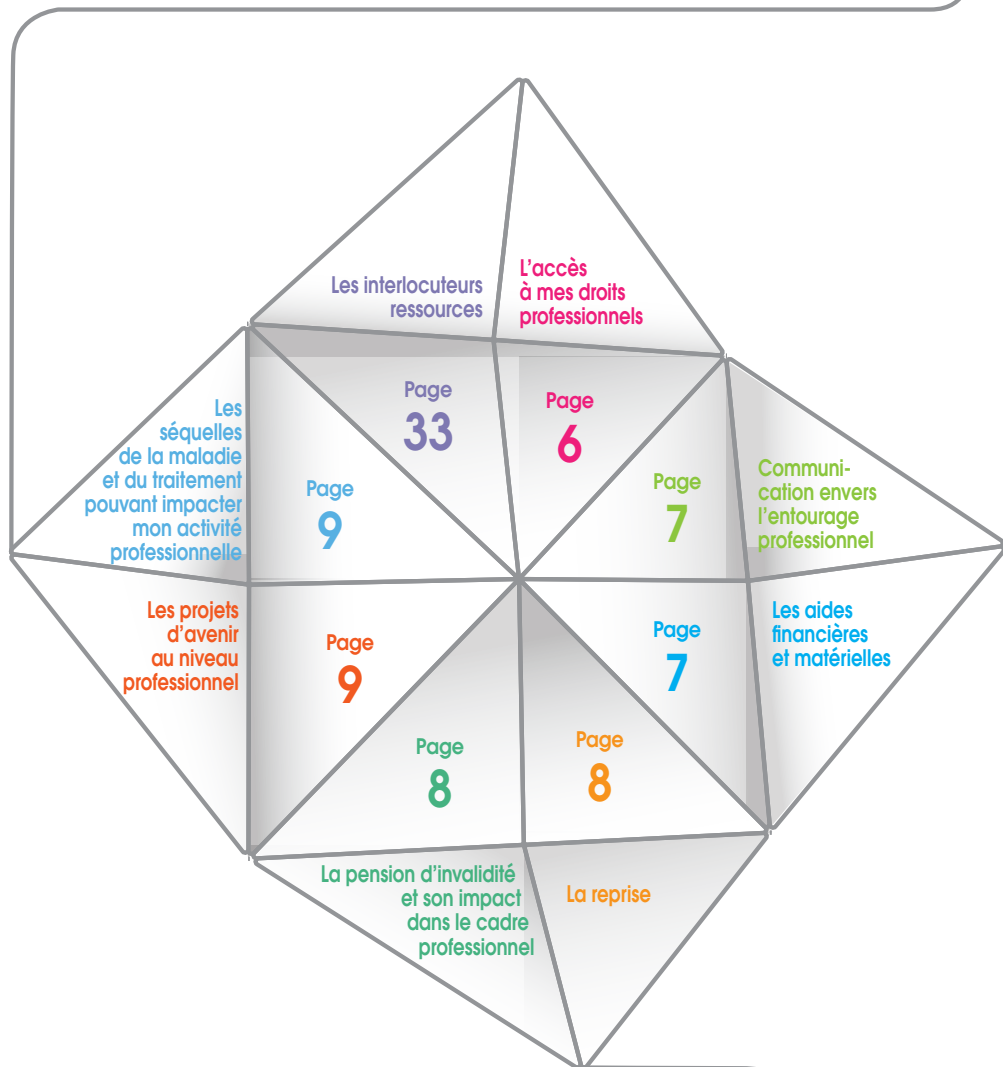 Les interlocuteurs
ressources
L'accès
à mes droits
professionnels
Page
33
Page
6
Les
séquelles
de la maladie
et du traitement
pouvant impacter
mon activité
professionnelle
Page
9
Page
7
Communi-
cation envers
l'entourage
professionnel
Les projets
d'avenir
au niveau
professionnel
Page
9
Page
7
Les aides
financières
et matérielles
Page
8
Page
8
La pension d'invalidité
et son impact
dans le cadre
professionnel
La reprise